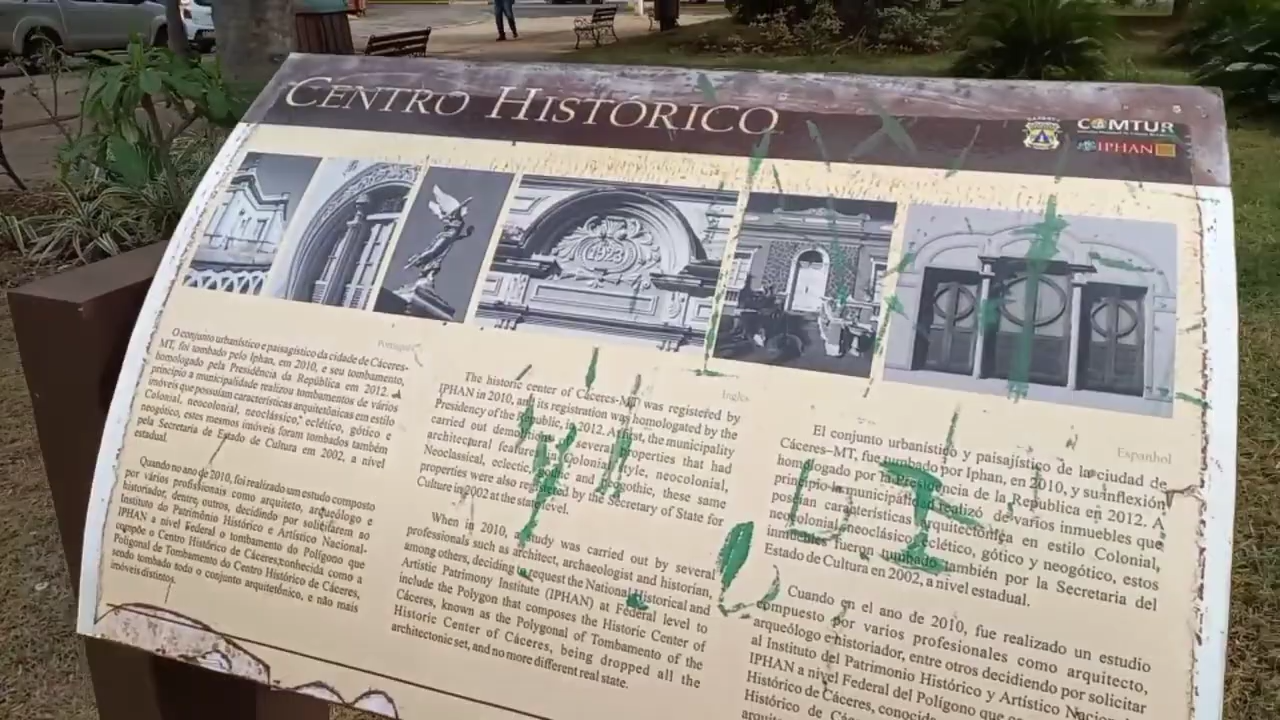 CENTRO HISTÓRICO
COMTUR
IPHAN
1923
Português
O conjunto urbanístico e paisagístico da cidade de Cáceres-
MT, foi tombado pelo Iphan, em 2010, e seu tombamento,
homologado pela Presidência da República em 2012. A
princípio a municipalidade realizou tombamentos de vários
imóveis que possuíam características arquitetônicas em estilo
Colonial, neocolonial, neoclássico, eclético, gótico e
neogótico, estes mesmos imóveis foram tombados também
pela Secretaria de Estado de Cultura em 2002, a nível
estadual.
Quando no ano de 2010, foi realizado um estudo composto
por vários profissionais como arquiteto, arqueólogo e
historiador, dentre outros, decidindo por solicitarem ao
Instituto do Patrimônio Histórico e Artístico Nacional-
IPHAN a nível Federal o tombamento do Polígono que
compõe o Centro Histórico de Cáceres, conhecida como a
Poligonal de Tombamento do Centro Histórico de Cáceres,
sendo tombado todo o conjunto arquitetônico, e não mais
imóveis distintos.
Inglês
The historic center of Cáceres-MT was registered by
IPHAN in 2010, and its registration was homologated by the
Presidency of the Republic, in 2012. At first, the municipality
carried out demolitions of several properties that had
architectural features in Colonial style, neocolonial,
Neoclassical, eclectic, gothic and neogothic, these same
properties were also registered by the Secretary of State for
Culture in 2002 at the state level.
When in 2010, a study was carried out by several
professionals such as architect, archaeologist and historian,
among others, deciding to request the National Historical and
Artistic Patrimony Institute (IPHAN) at Federal level to
include the Polygon that composes the Historic Center of
Cáceres, known as the Polygonal of Tombamento of the
Historic Center of Cáceres, being dropped all the
architectonic set, and no more different real state.
Espanhol
El conjunto urbanístico y paisajístico de la ciudad de
Cáceres-MT, fue tumbado por Iphan, en 2010, y su inflexión
homologado por la Presidencia de la Republica en 2012. A
principio la municipalidad realizó de varios inmuebles que
poseían características arquitectónica en estilo Colonial,
neocolonial, neoclásico, eclético, gótico y neogótico, estos
inmuebles fueron tumbado también por la Secretaría del
Estado de Cultura en 2002, a nivel estadual.
Cuando en el ano de 2010, fue realizado un estudio
compuesto por varios profesionales como arquitecto,
arqueólogo e historiador, entre otros decidiendo por solicitar
al Instituto del Patrimonio Histórico y Artístico Nacional
IPHAN a nível Federal del Polígono que
Histórico de Cáceres,
Histórico de